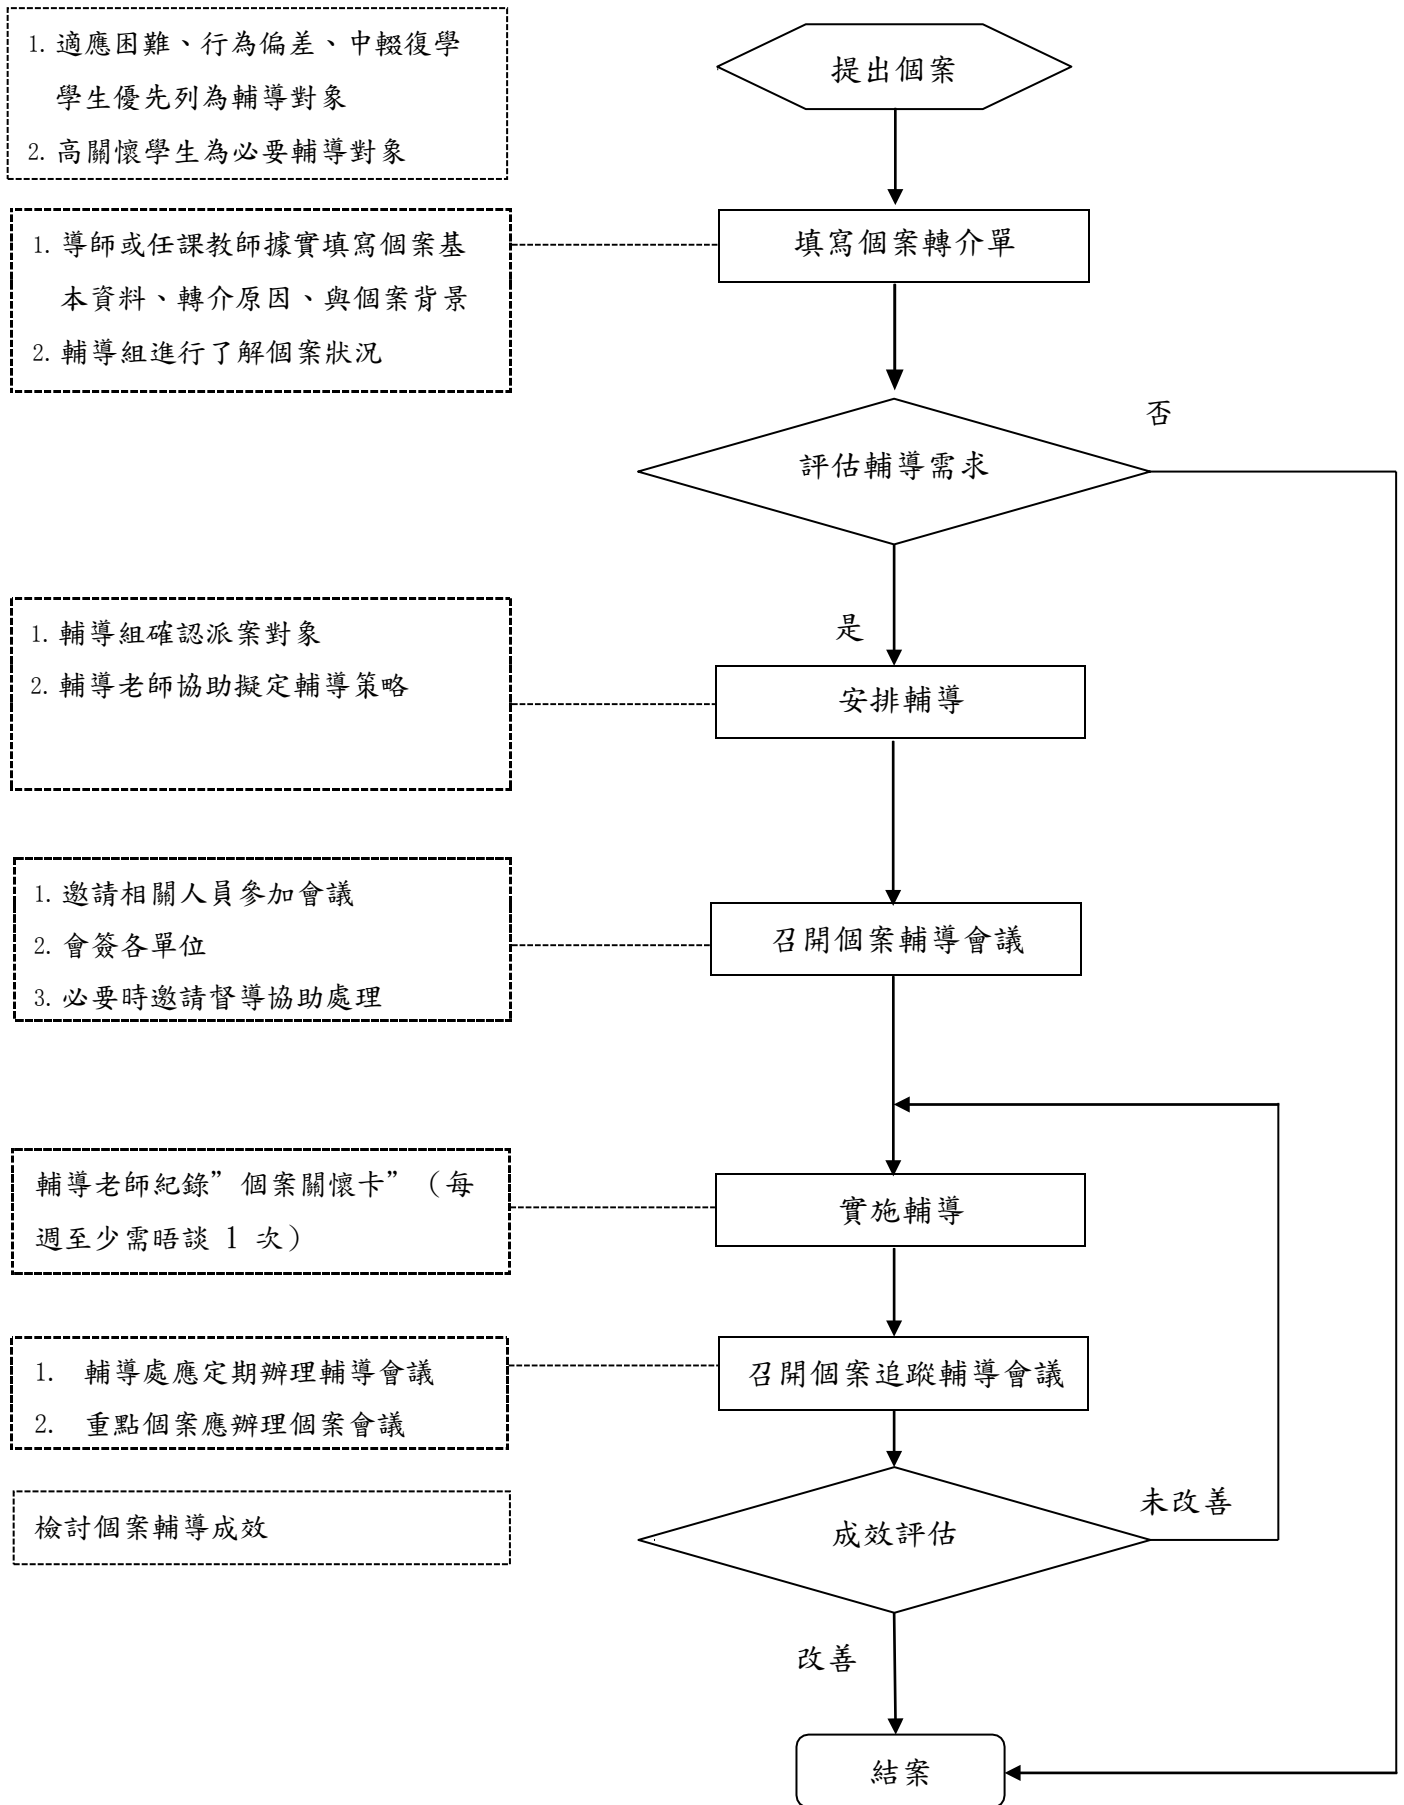 1. 適應困難、行為偏差、中輟復學
學生優先列為輔導對象
2. 高關懷學生為必要輔導對象
提出個案
1. 導師或任課教師據實填寫個案基
本資料、轉介原因、與個案背景
2. 輔導組進行了解個案狀況
填寫個案轉介單
否
評估輔導需求
是
1. 輔導組確認派案對象
2. 輔導老師協助擬定輔導策略
安排輔導
1. 邀請相關人員參加會議
2. 會簽各單位
3. 必要時邀請督導協助處理
召開個案輔導會議
輔導老師紀錄”個案關懷卡”（每
週至少需晤談 1 次）
實施輔導
1. 輔導處應定期辦理輔導會議
2. 重點個案應辦理個案會議
召開個案追蹤輔導會議
檢討個案輔導成效
未改善
成效評估
改善
結案